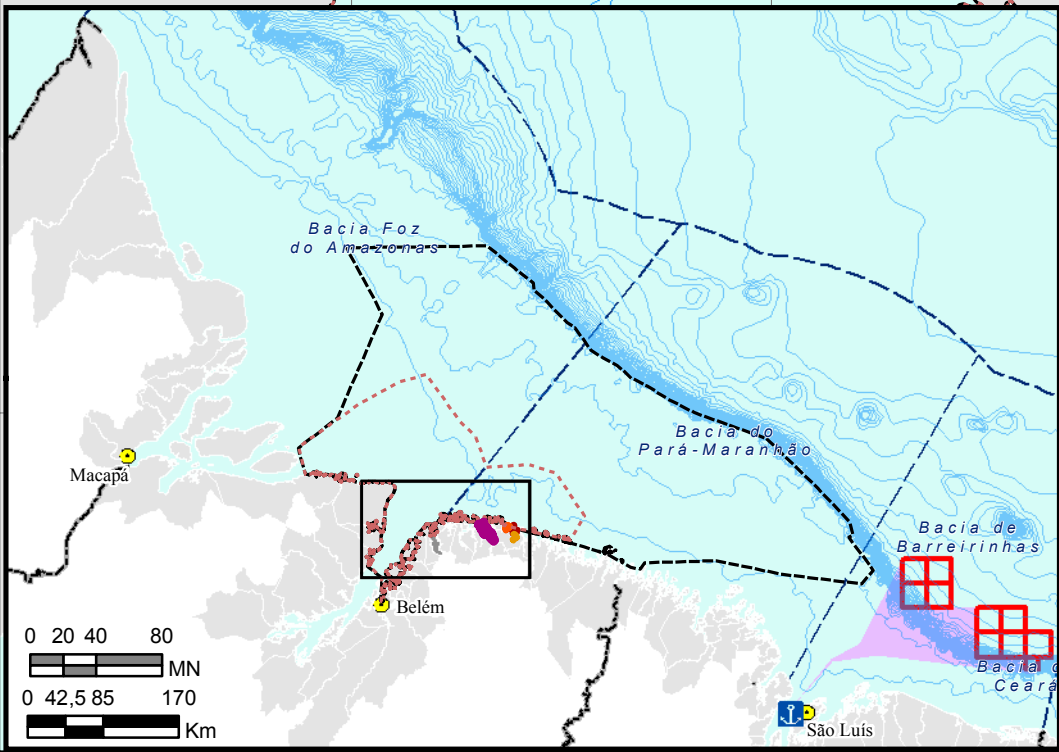 Bacia Foz
do Amazonas
Bacia do
Pará-Maranhão
Macapá
Bacia de
Barreirinhas
Belém
0 20 40 80
MN
0 42,5 85 170
Km
Bacia
Ceará
São Luís